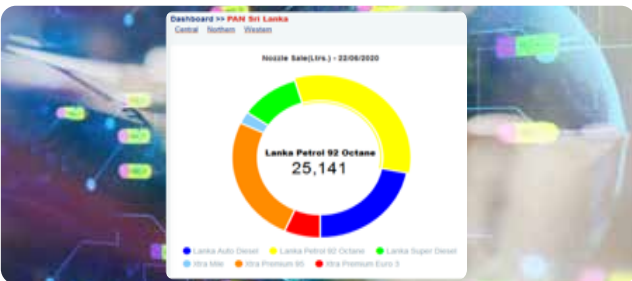 Dashboard >> PAN Sri Lanka
Central Northern Western
Nozzle Sale(Ltrs.) - 22/06/2020
Lanka Petrol 92 Octane
25,141
Lanka Auto Diesel Lanka Petrol 92 Octane Lanka Super Diesel
Xtra Mile Xtra Premium 95 Xtra Premium Euro 3